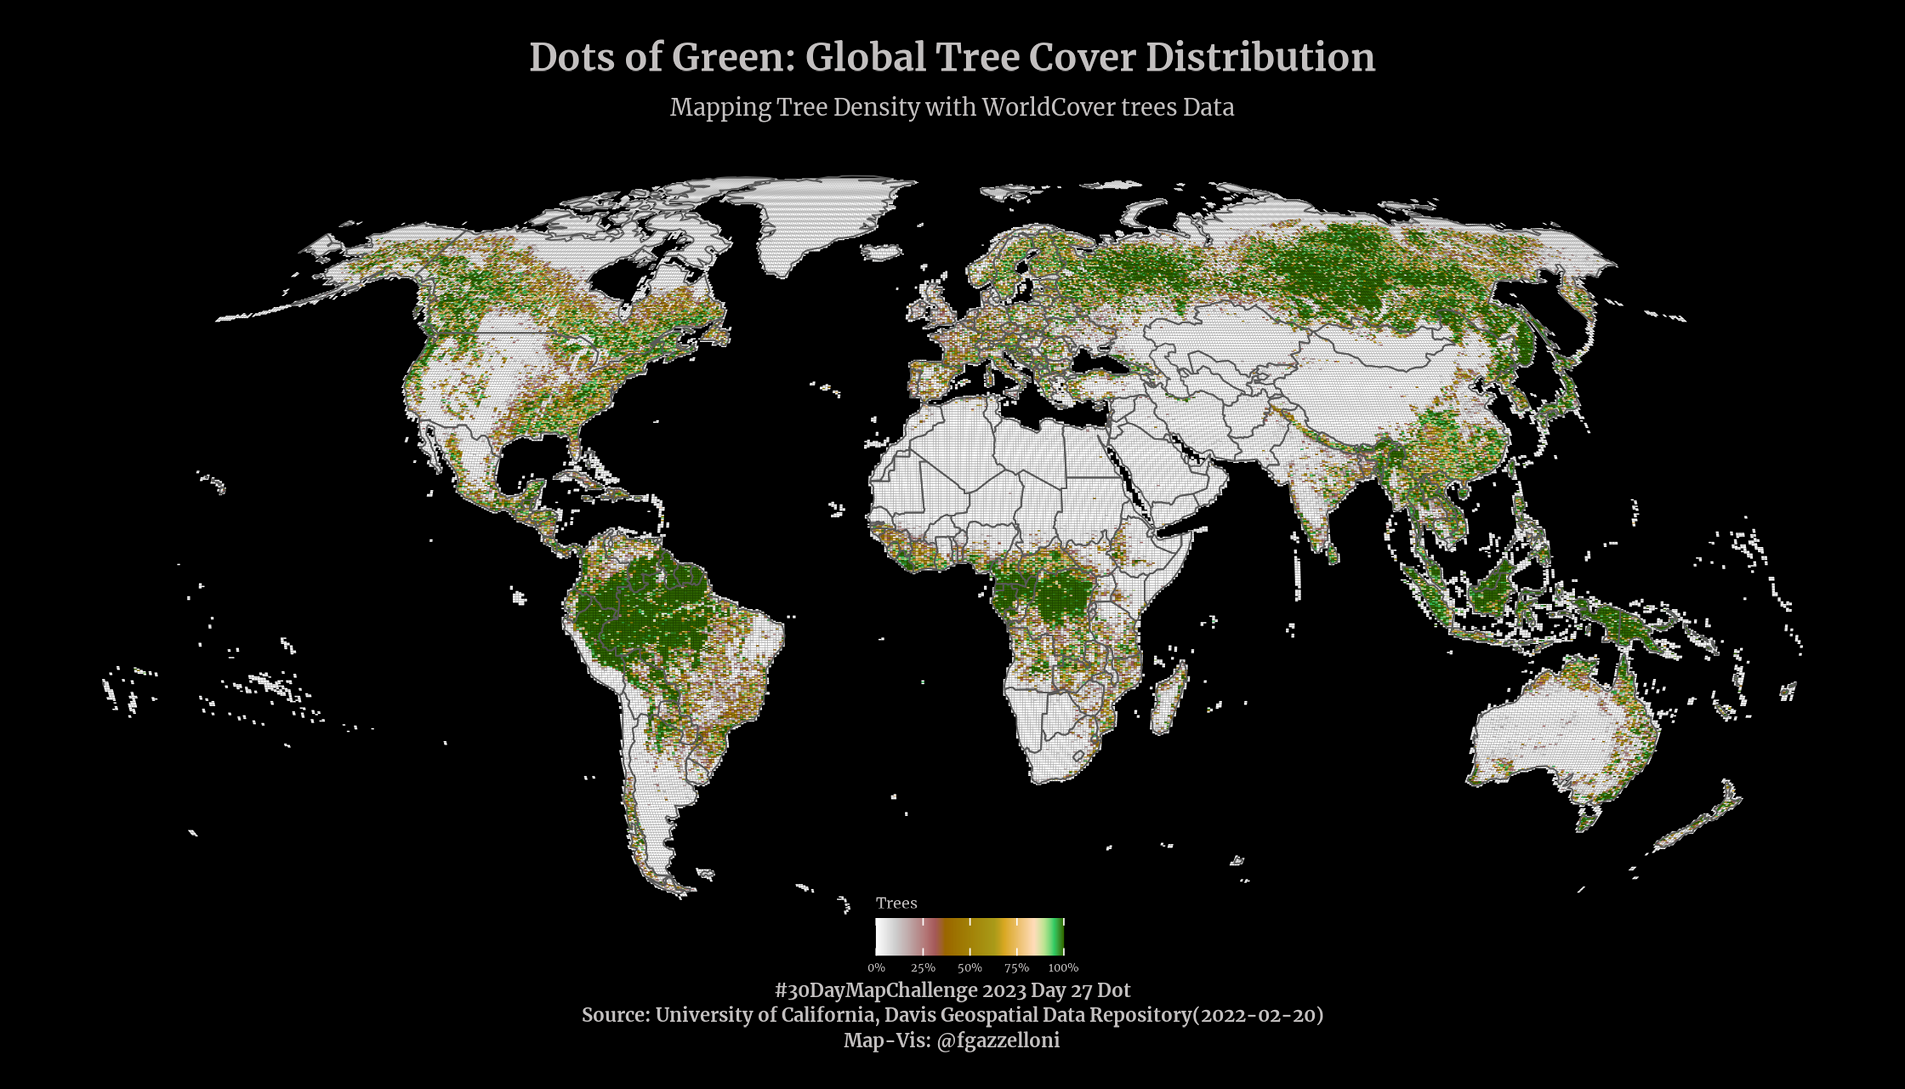 Dots of Green: Global Tree Cover Distribution
Mapping Tree Density with WorldCover trees Data
Trees
0% 25% 50% 75% 100%
#30DayMapChallenge 2023 Day 27 Dot
Source: University of California, Davis Geospatial Data Repository(2022-02-20)
Map-Vis: @fgazzelloni